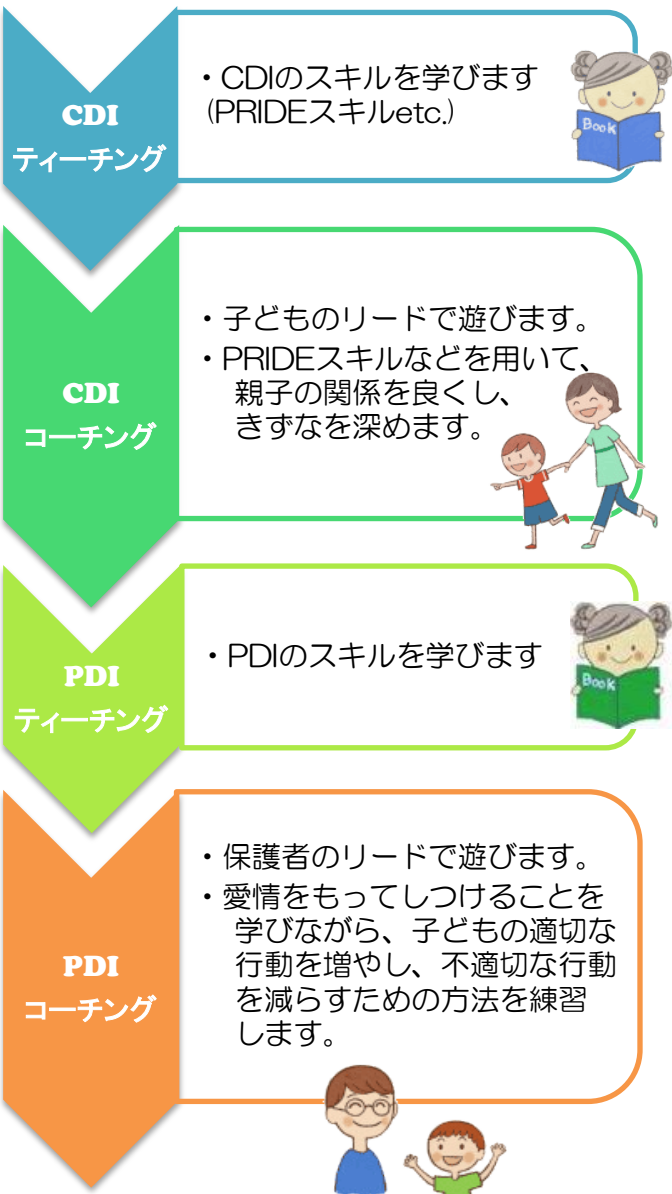 CDI
ティーチング
・CDIのスキルを学びます
(PRIDEスキルetc.)
Book
CDI
コーチング
・子どものリードで遊びます。
・PRIDEスキルなどを用いて、
親子の関係を良くし、
きずなを深めます。
PDI
ティーチング
・PDIのスキルを学びます
Book
PDI
コーチング
・保護者のリードで遊びます。
・愛情をもってしつけることを
学びながら、子どもの適切な
行動を増やし、不適切な行動
を減らすための方法を練習
します。